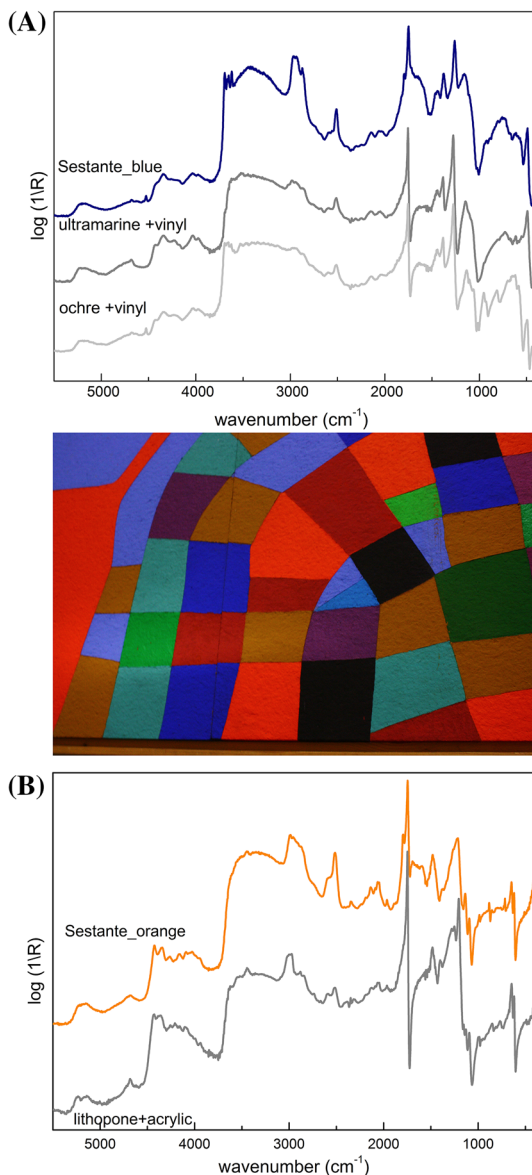 (A)
log (1\R)
Sestante_blue
ultramarine +vinyl
ochre +vinyl
5000 4000 3000 2000 1000
wavenumber (cm-1)
(B)
log (1\R)
Sestante_orange
lithopone+acrylic
5000 4000 3000 2000 1000
wavenumber (cm-1)